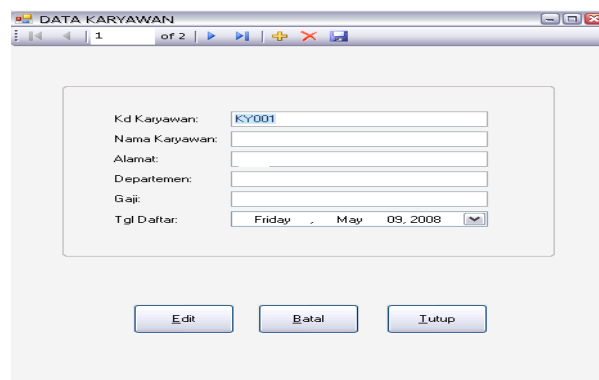 DATA KARYAWAN
1 of 2
Kd Karyawan: KY001
Nama Karyawan:
Alamat:
Departemen:
Gaji:
Tgl Daftar: Friday , May 09, 2008
Edit Batal Tutup